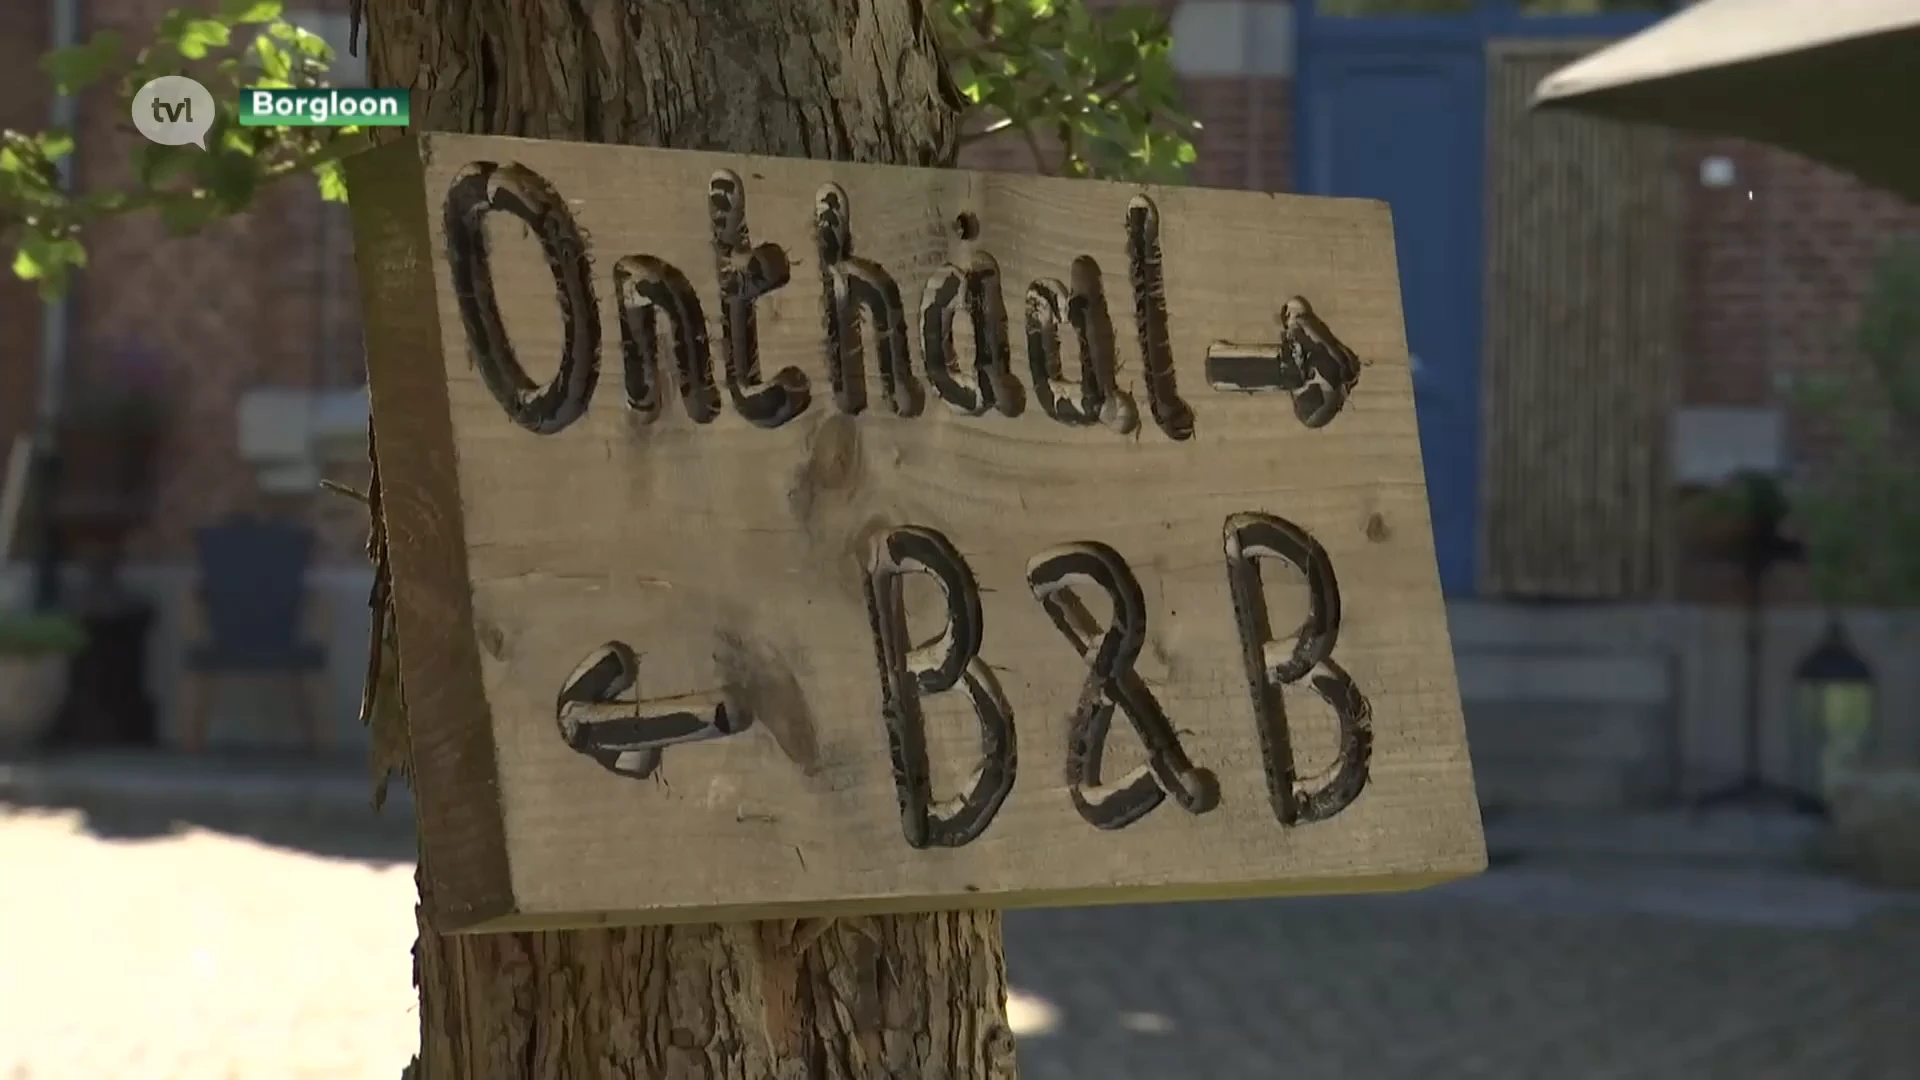 tvl
Borgloon
Onthaal →
← B&B